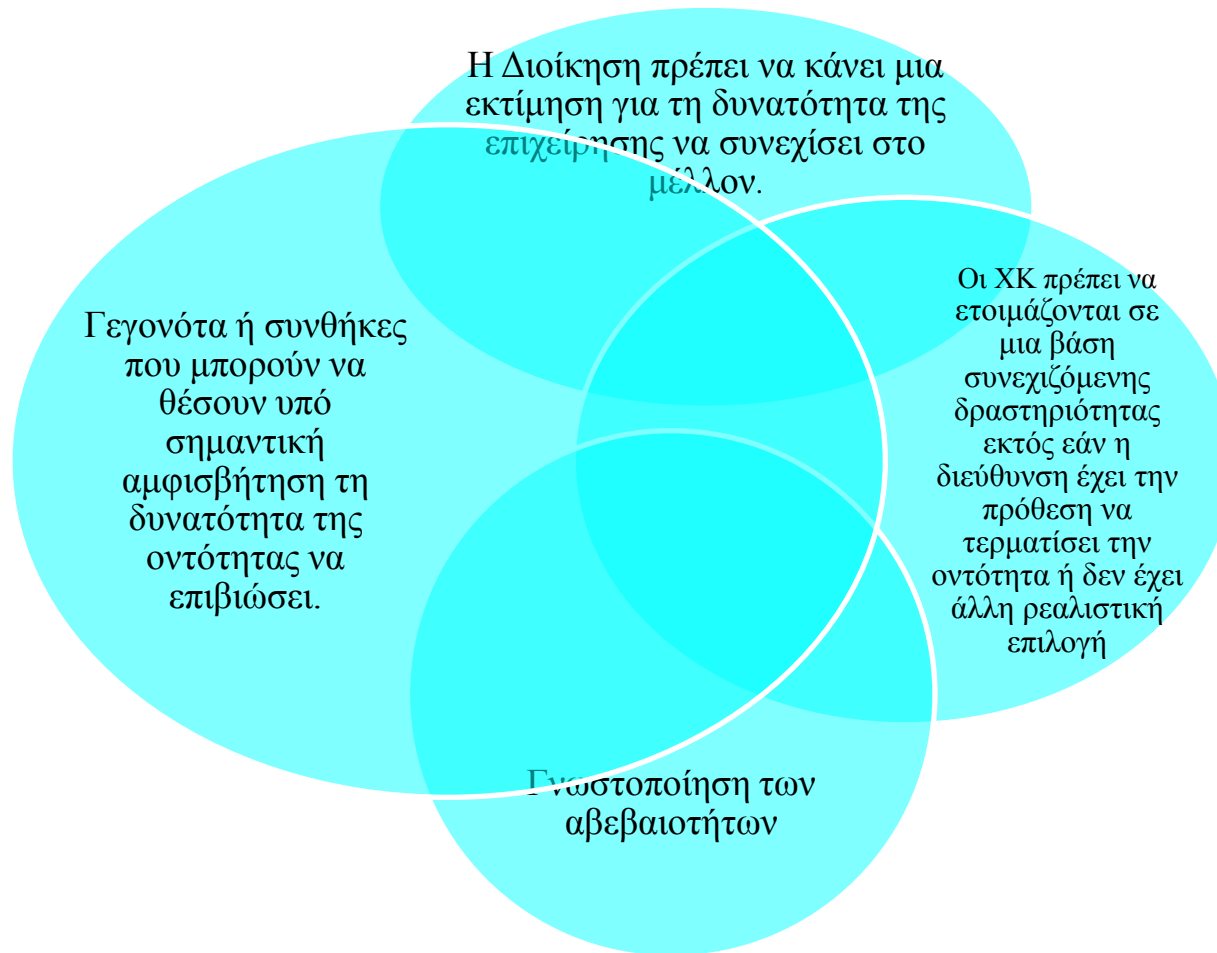 Η Διοίκηση πρέπει να κάνει μια
εκτίμηση για τη δυνατότητα της
επιχείρησης να συνεχίσει στο
μέλλον.
Οι ΧΚ πρέπει να
ετοιμάζονται σε
μια βάση
συνεχιζόμενης
δραστηριότητας
εκτός εάν η
διεύθυνση έχει την
πρόθεση να
τερματίσει την
οντότητα ή δεν έχει
άλλη ρεαλιστική
επιλογή
Γνωστοποίηση των
αβεβαιοτήτων
Γεγονότα ή συνθήκες
που μπορούν να
θέσουν υπό
σημαντική
αμφισβήτηση τη
δυνατότητα της
οντότητας να
επιβιώσει.